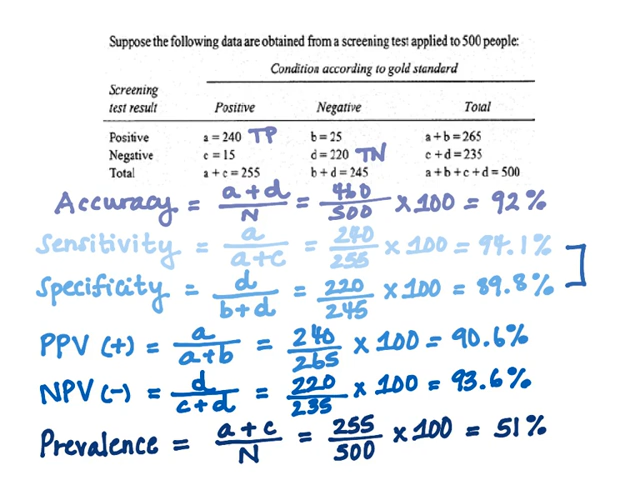 Suppose the following data are obtained from a screening test applied to 500 people:
Condition according to gold standard
Screening
test result Positive Negative Total
Positive a = 240 TP b = 25 a + b = 265
Negative c = 15 d = 220 TN c + d = 235
Total a + c = 255 b + d = 245 a + b + c + d = 500
Accuracy = a+d / N = 460 / 500 × 100 = 92%
Sensitivity = a / a+c = 240 / 255 × 100 = 94.1%
Specificity = d / b+d = 220 / 245 × 100 = 89.8%
PPV (+) = a / a+b = 240 / 265 × 100 = 90.6%
NPV (-) = d / c+d = 220 / 235 × 100 = 93.6%
Prevalence = a+c / N = 255 / 500 × 100 = 51%